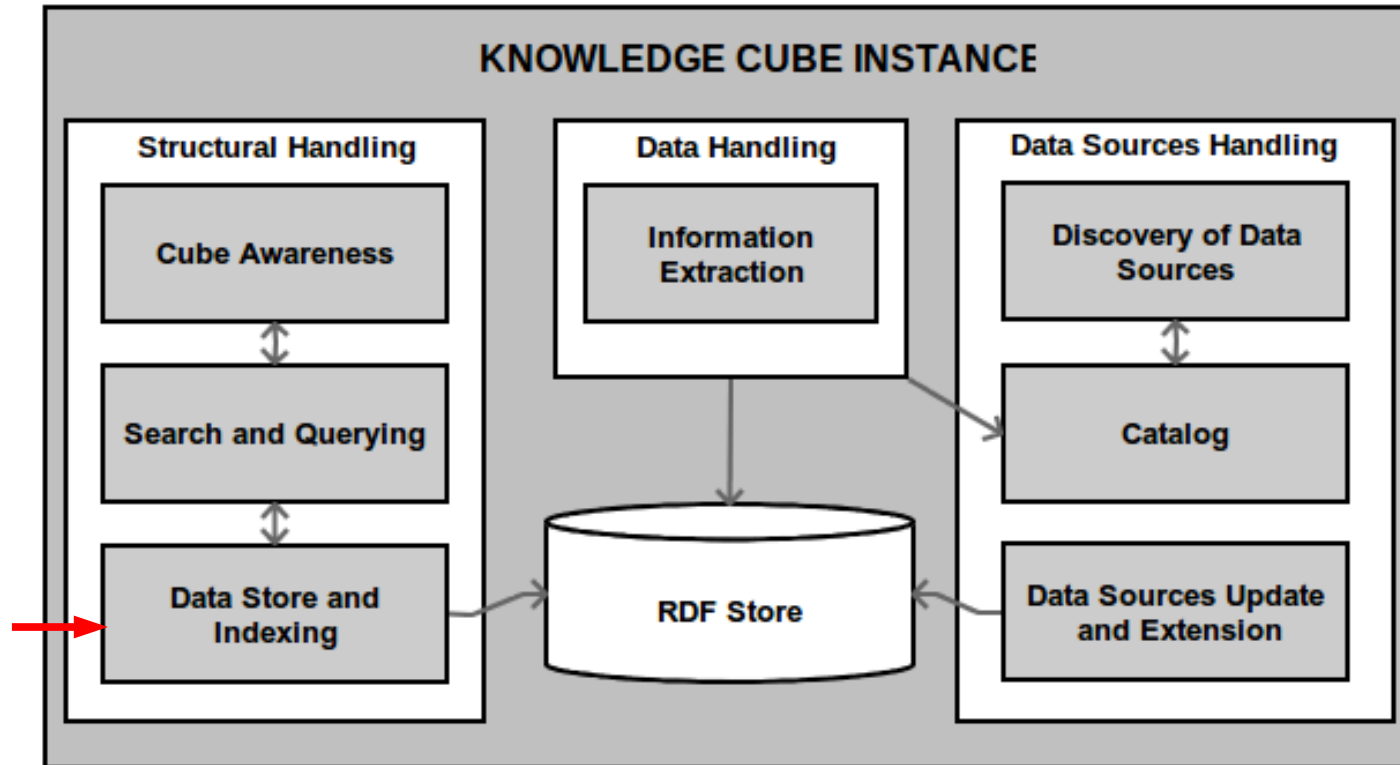 KNOWLEDGE CUBE INSTANCE
Structural Handling
Cube Awareness
Search and Querying
Data Store and
Indexing
Data Handling
Information
Extraction
RDF Store
Data Sources Handling
Discovery of Data
Sources
Catalog
Data Sources Update
and Extension